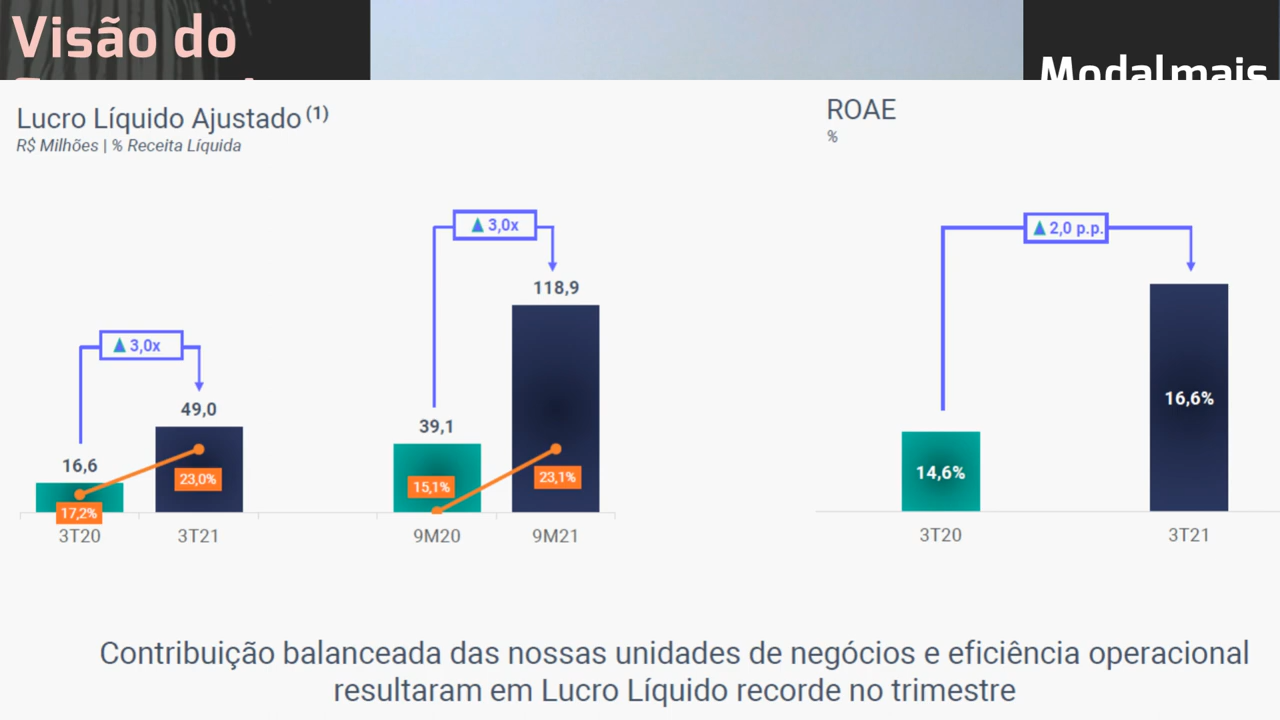 Visão do
Modalmais
Lucro Líquido Ajustado (1)
R$ Milhões | % Receita Líquida
ROAE
%
▲ 3,0x
▲ 3,0x
▲ 2,0 p.p.
16,6
49,0
39,1
118,9
17,2%
23,0%
15,1%
23,1%
14,6%
16,6%
3T20
3T21
9M20
9M21
3T20
3T21
Contribuição balanceada das nossas unidades de negócios e eficiência operacional
resultaram em Lucro Líquido recorde no trimestre